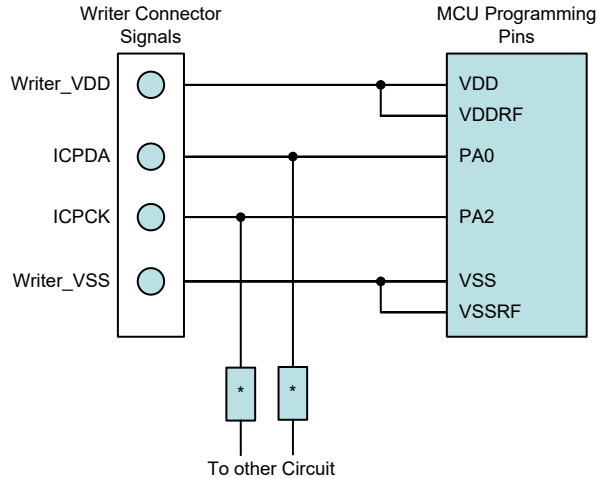 Writer Connector
Signals
MCU Programming
Pins
Writer_VDD
VDD
VDDRF
ICPDA
PA0
ICPCK
PA2
Writer_VSS
VSS
VSSRF
*
*
To other Circuit